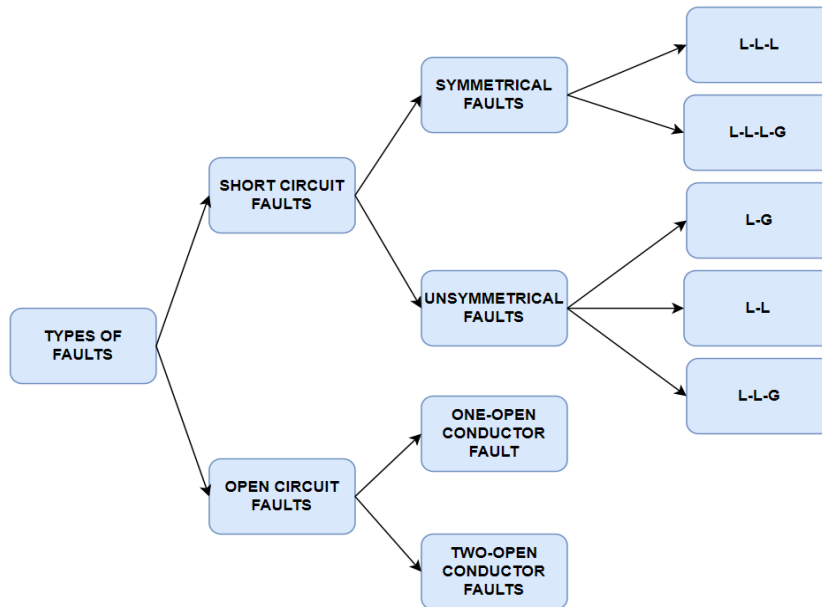 TYPES OF
FAULTS
SHORT CIRCUIT
FAULTS
OPEN CIRCUIT
FAULTS
SYMMETRICAL
FAULTS
UNSYMMETRICAL
FAULTS
ONE-OPEN
CONDUCTOR
FAULT
TWO-OPEN
CONDUCTOR
FAULTS
L-L-L
L-L-L-G
L-G
L-L
L-L-G